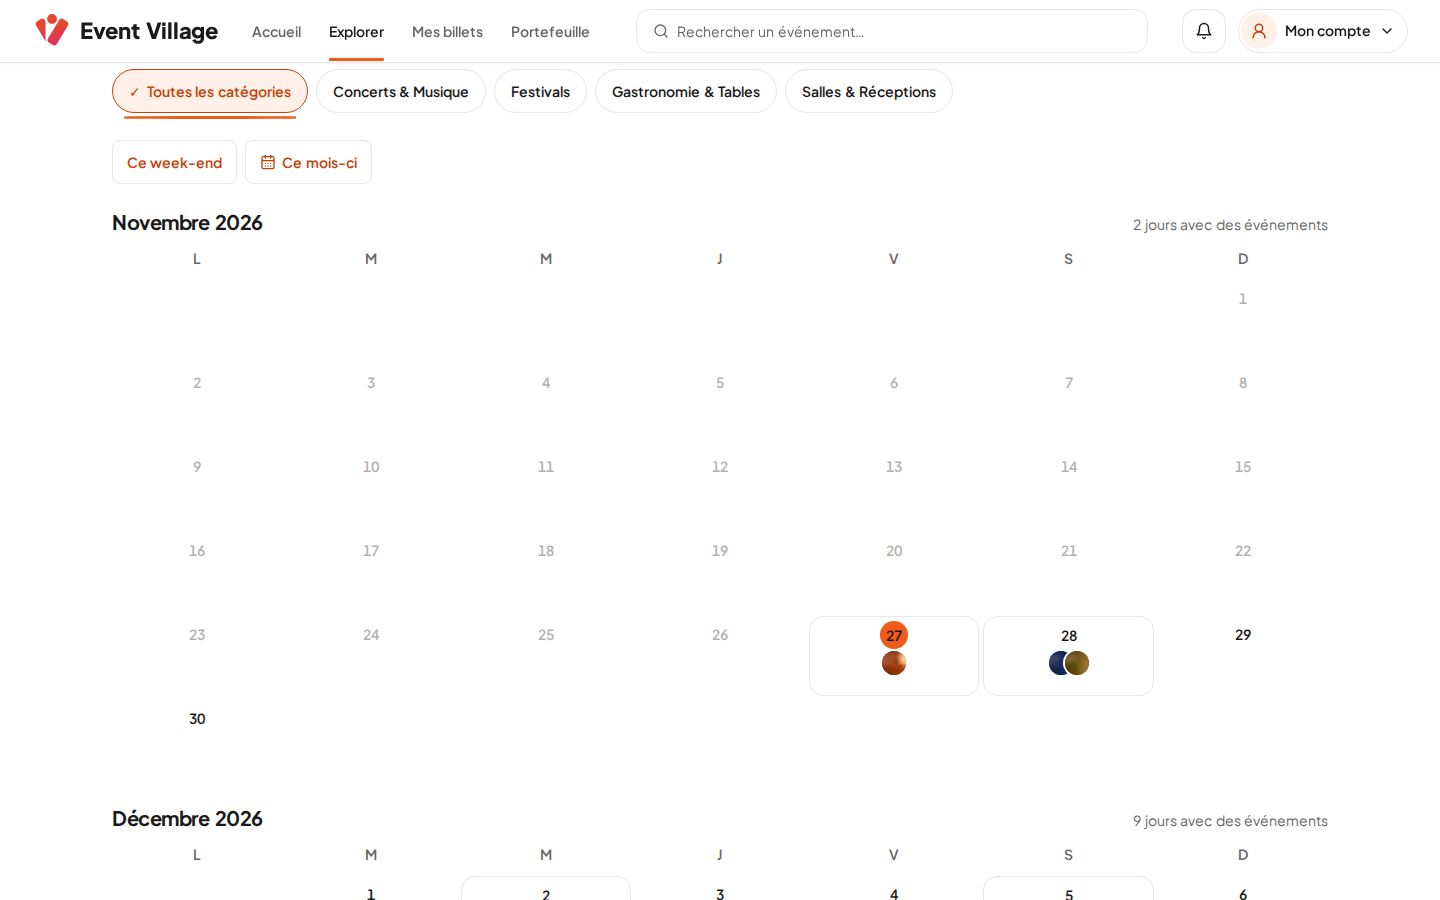 Event Village
Accueil
Explorer
Mes billets
Portefeuille
Rechercher un événement...
Mon compte
✓ Toutes les catégories
Concerts & Musique
Festivals
Gastronomie & Tables
Salles & Réceptions
Ce week-end
Ce mois-ci
Novembre 2026
2 jours avec des événements
L M M J V S D
1
2 3 4 5 6 7 8
9 10 11 12 13 14 15
16 17 18 19 20 21 22
23 24 25 26 27 28 29
30
Décembre 2026
9 jours avec des événements
L M M J V S D
1 2 3 4 5 6